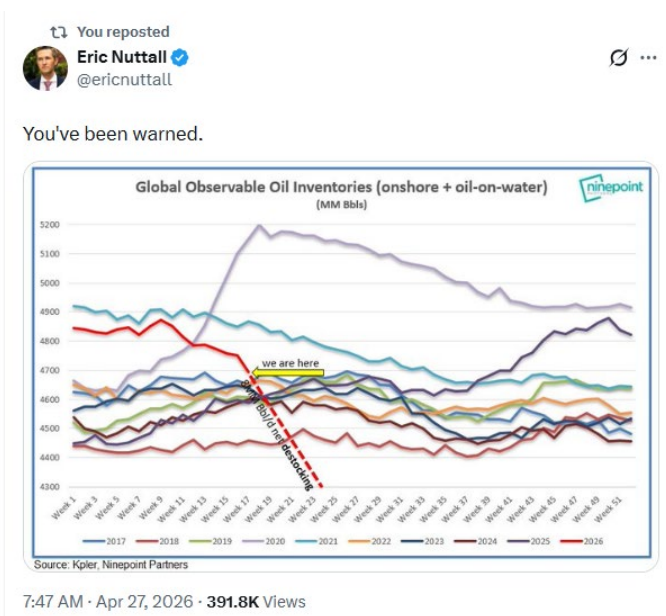 You reposted
Eric Nuttall
@ericnuttall
You've been warned.
Global Observable Oil Inventories (onshore + oil-on-water)
(MM Bbls)
ninepoint
5200
5100
5000
4900
4800
4700
4600
4500
4400
4300
we are here
Bbl/d net destocking
Week 1
Week 3
Week 5
Week 7
Week 9
Week 11
Week 13
Week 15
Week 17
Week 19
Week 21
Week 23
Week 25
Week 27
Week 29
Week 31
Week 33
Week 35
Week 37
Week 39
Week 41
Week 43
Week 45
Week 47
Week 49
Week 51
2017
2018
2019
2020
2021
2022
2023
2024
2025
2026
Source: Kpler, Ninepoint Partners
7:47 AM · Apr 27, 2026 · 391.8K Views